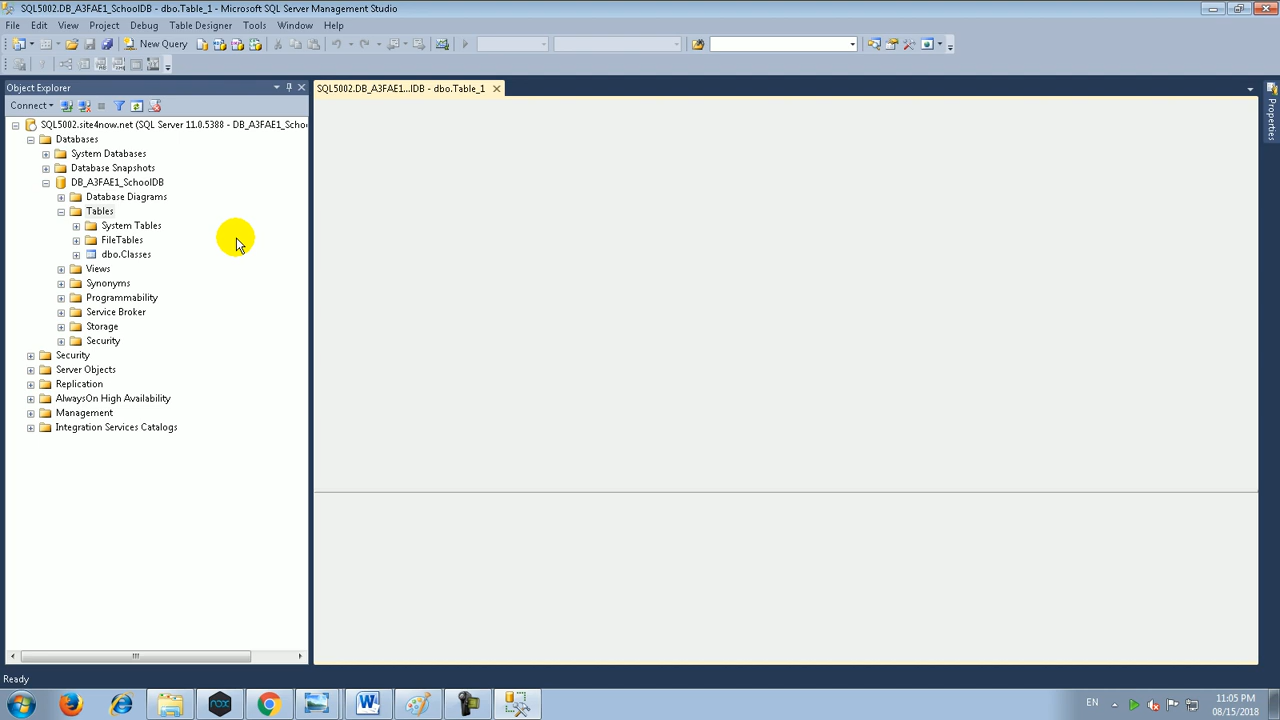 SQL5002.DB_A3FAE1_SchoolDB - dbo.Table_1 - Microsoft SQL Server Management Studio
File Edit View Project Debug Table Designer Tools Window Help
New Query
Object Explorer
SQL5002.DB_A3FAE1...lDB - dbo.Table_1
Properties
Connect
SQL5002.site4now.net (SQL Server 11.0.5388 - DB_A3FAE1_Schoo
Databases
System Databases
Database Snapshots
DB_A3FAE1_SchoolDB
Database Diagrams
Tables
System Tables
FileTables
dbo.Classes
Views
Synonyms
Programmability
Service Broker
Storage
Security
Security
Server Objects
Replication
AlwaysOn High Availability
Management
Integration Services Catalogs
Ready
nox
W
EN
11:05 PM
08/15/2018